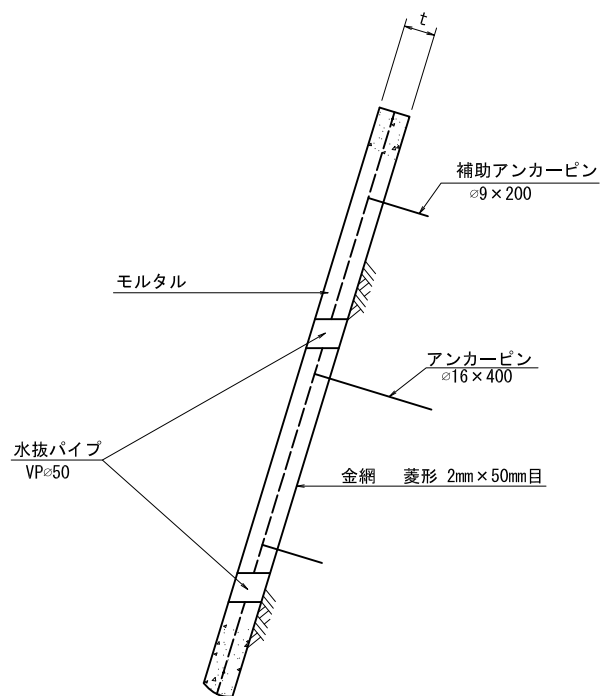 t
補助アンカーピン
∅9×200
モルタル
アンカーピン
∅16×400
水抜パイプ
VP∅50
金網　菱形 2mm×50mm目